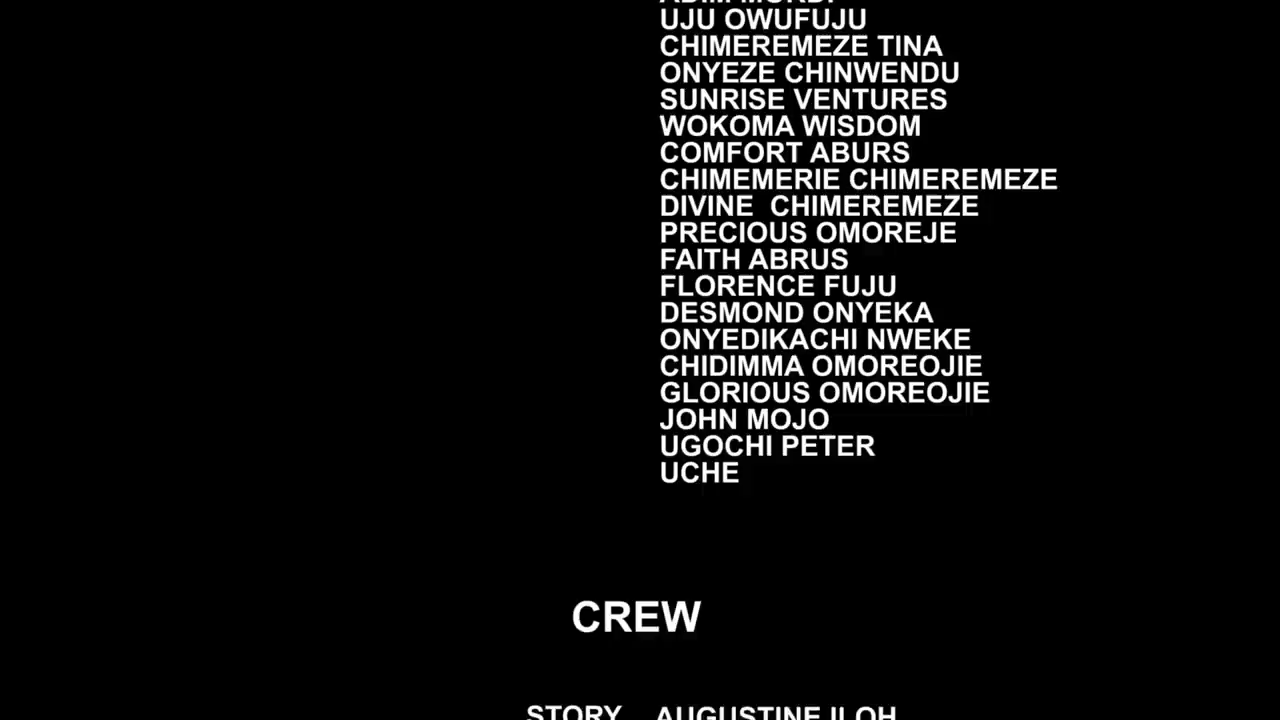 UJU OWUFUJU
CHIMEREMEZE TINA
ONYEZE CHINWENDU
SUNRISE VENTURES
WOKOMA WISDOM
COMFORT ABURS
CHIMEMERIE CHIMEREMEZE
DIVINE  CHIMEREMEZE
PRECIOUS OMOREJE
FAITH ABRUS
FLORENCE FUJU
DESMOND ONYEKA
ONYEDIKACHI NWEKE
CHIDIMMA OMOREOJIE
GLORIOUS OMOREOJIE
JOHN MOJO
UGOCHI PETER
UCHE
CREW
STORY AUGUSTINE ILOH